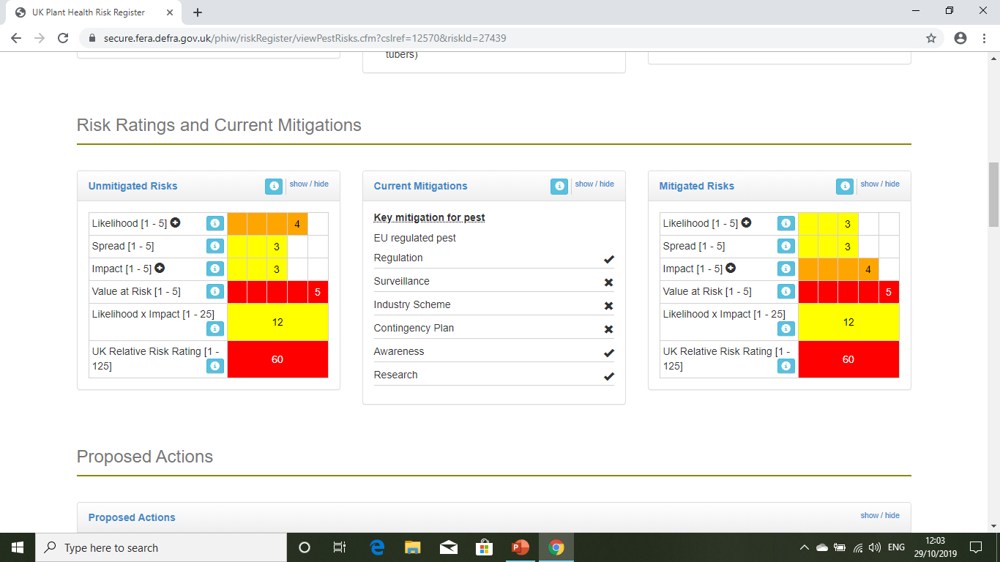 UK Plant Health Risk Register
secure.fera.defra.gov.uk/phiw/riskRegister/viewPestRisks.cfm?cslref=12570&riskId=27439
tubers)
Risk Ratings and Current Mitigations
Unmitigated Risks
show / hide
Likelihood [1 - 5]
4
Spread [1 - 5]
3
Impact [1 - 5]
3
Value at Risk [1 - 5]
5
Likelihood x Impact [1 - 25]
12
UK Relative Risk Rating [1 -
125]
60
Current Mitigations
show / hide
Key mitigation for pest
EU regulated pest
Regulation
Surveillance
Industry Scheme
Contingency Plan
Awareness
Research
Mitigated Risks
show / hide
Likelihood [1 - 5]
3
Spread [1 - 5]
3
Impact [1 - 5]
4
Value at Risk [1 - 5]
5
Likelihood x Impact [1 - 25]
12
UK Relative Risk Rating [1 -
125]
60
Proposed Actions
Proposed Actions
show / hide
Type here to search
ENG
12:03
29/10/2019